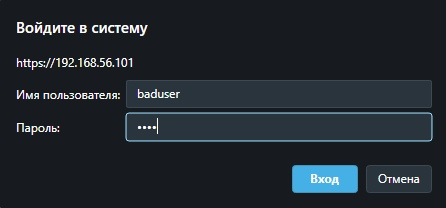 Войдите в систему
https://192.168.56.101
Имя пользователя: baduser
Пароль: ••••
Вход Отмена